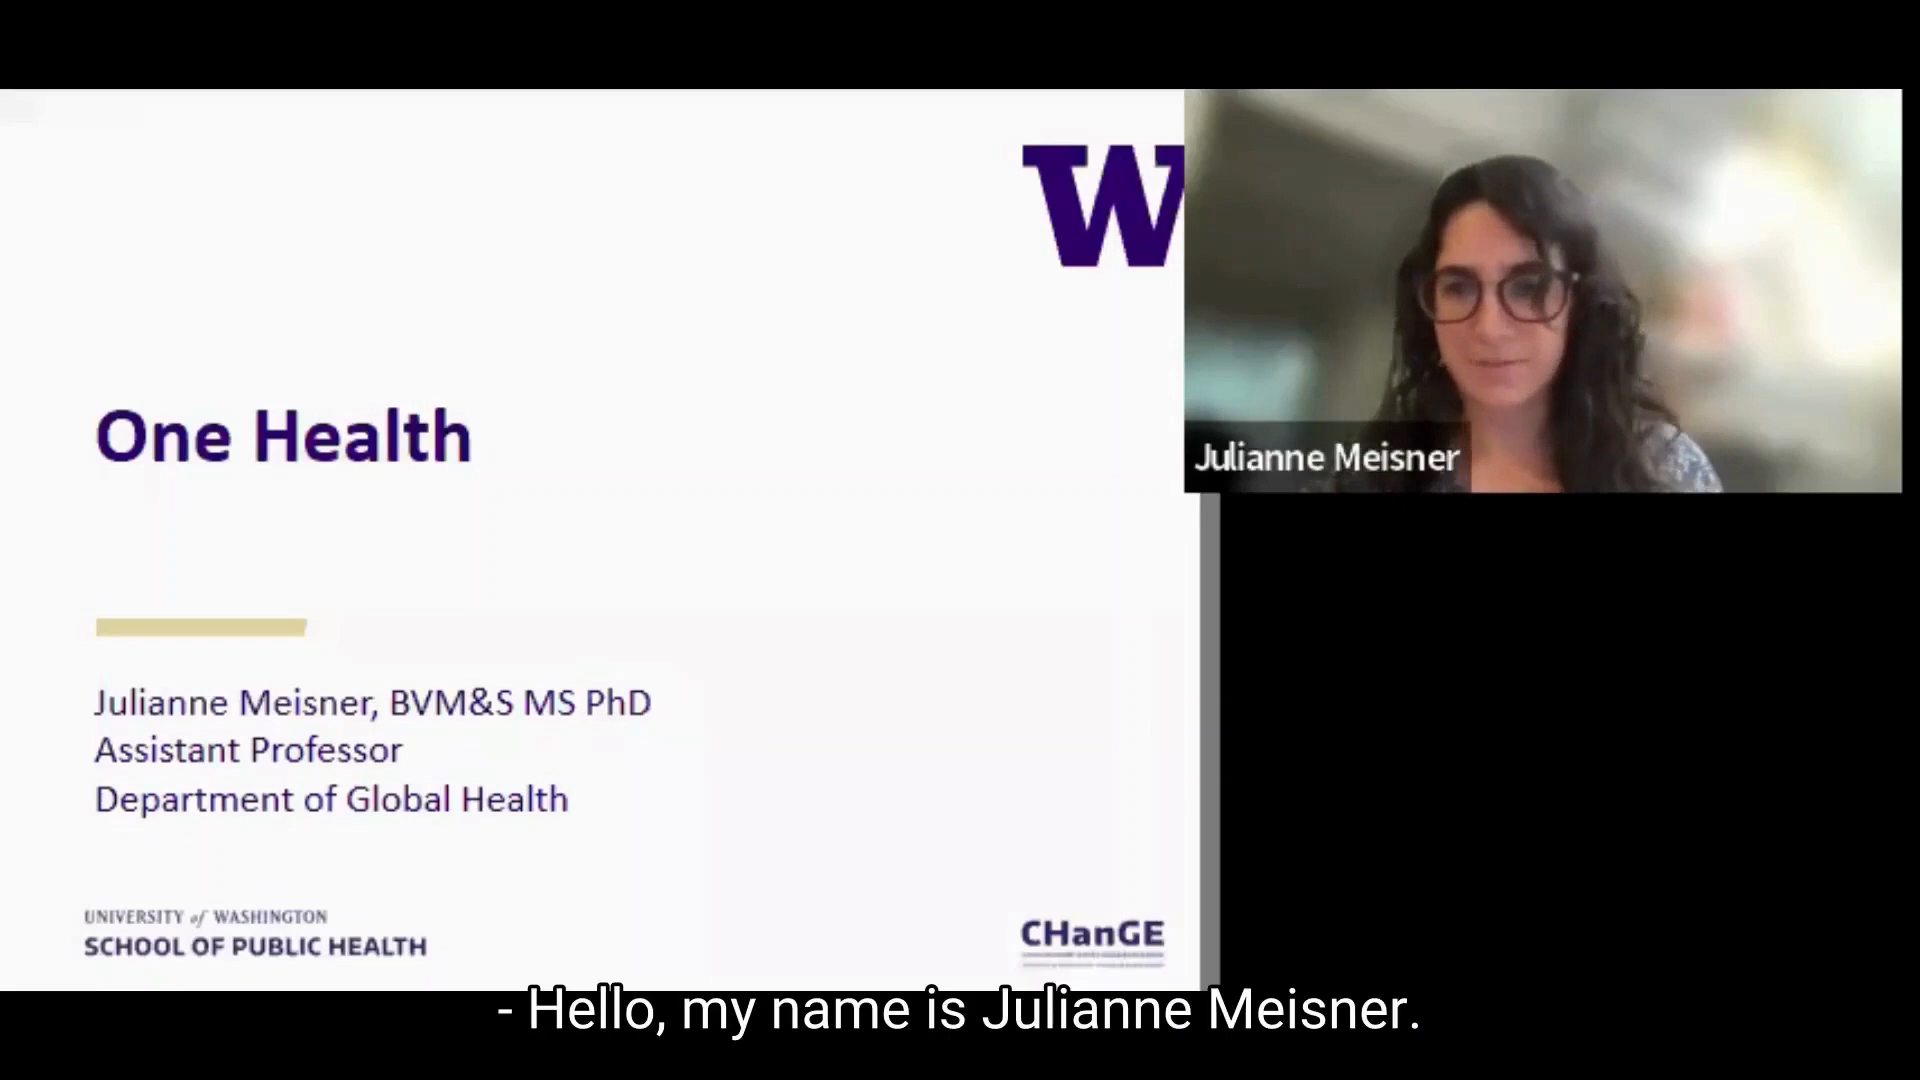 W
One Health
Julianne Meisner
Julianne Meisner, BVM&S MS PhD
Assistant Professor
Department of Global Health
UNIVERSITY of WASHINGTON
SCHOOL OF PUBLIC HEALTH
CHanGE
- Hello, my name is Julianne Meisner.